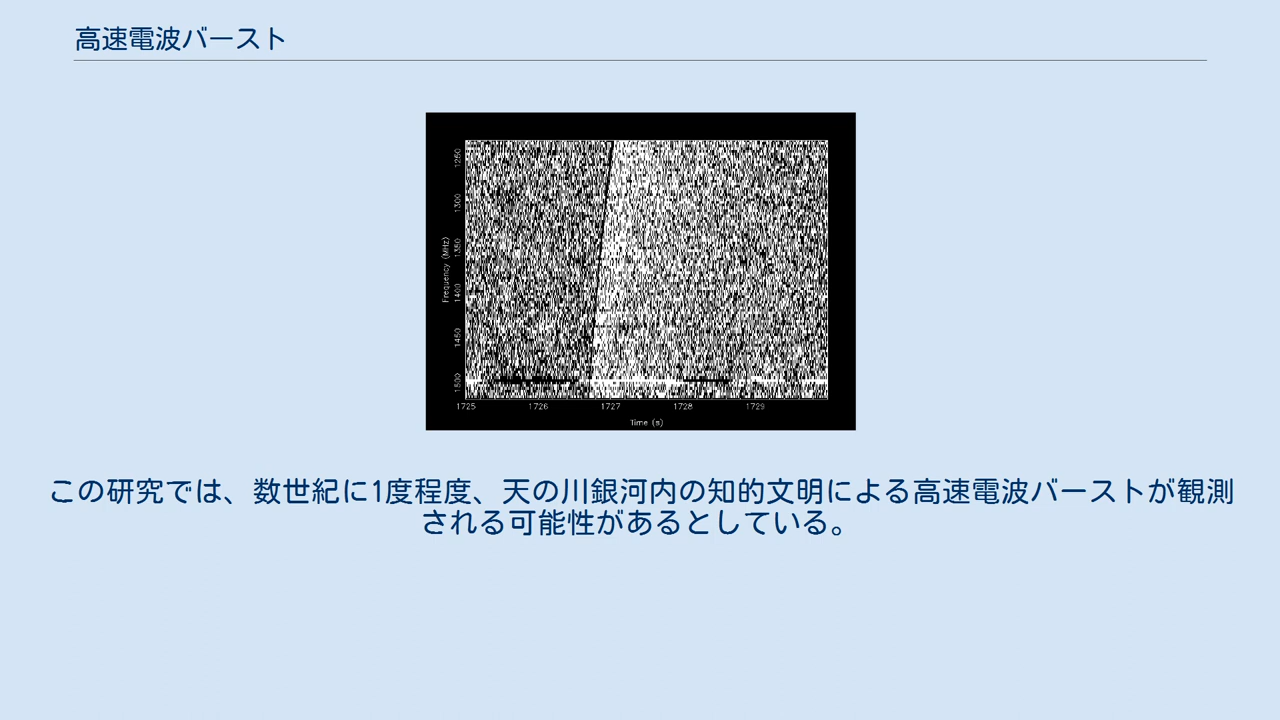 高速電波バースト
1250
1300
1350
1400
1450
1500
Frequency (MHz)
1725 1726 1727 1728 1729
Time (s)
この研究では、数世紀に1度程度、天の川銀河内の知的文明による高速電波バーストが観測
される可能性があるとしている。